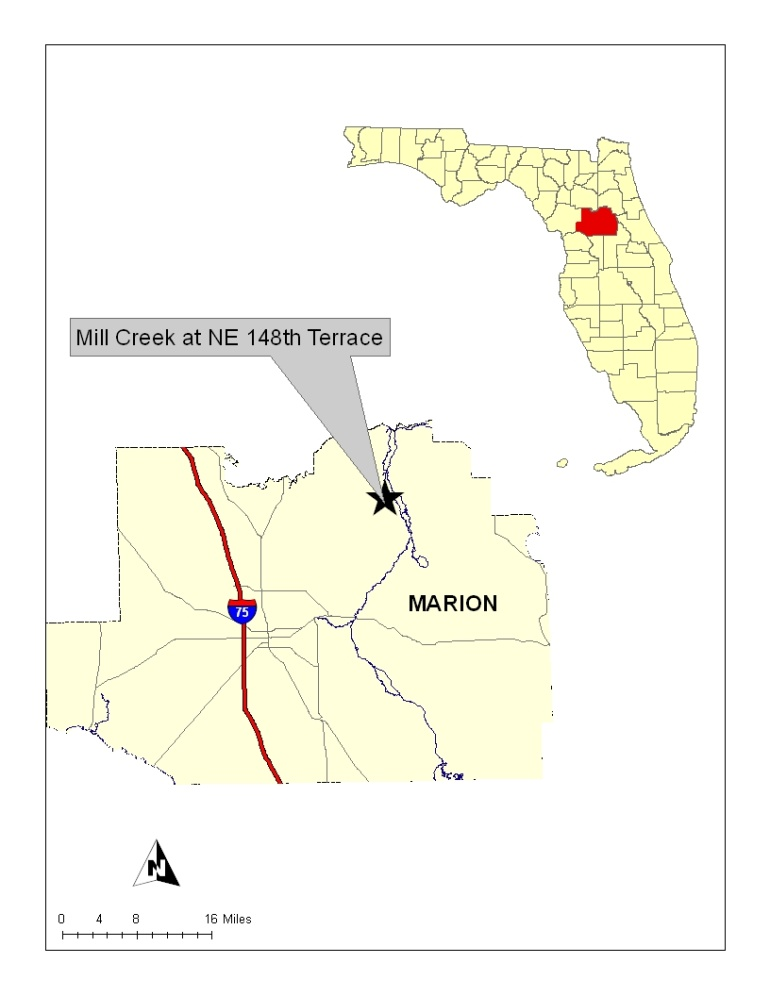 Mill Creek at NE 148th Terrace
MARION
75
N
0 4 8 16 Miles